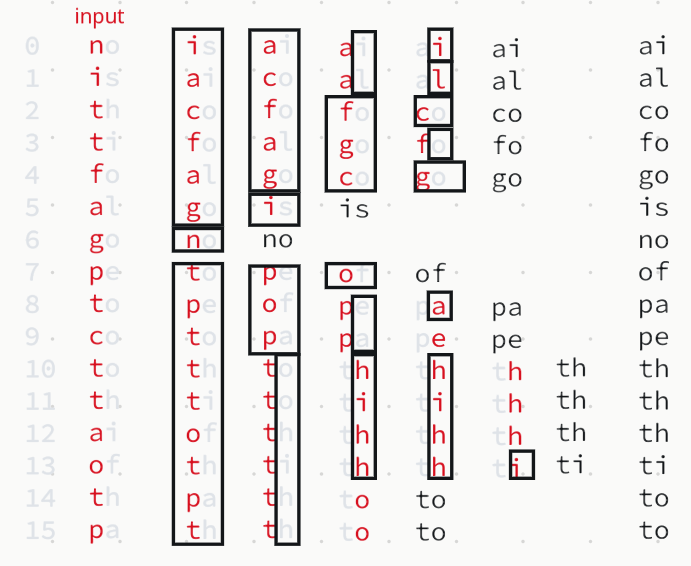 input
0 no is ai ai ai ai ai
1 is ai co al al al al
2 th co fo fo co co co
3 ti fo al go fo fo fo
4 fo al go co go go go
5 al go is is is
6 go no no no
7 pe to pe of of of
8 to pe of pe pa pa pa
9 co to pa pa pe pe pe
10 to th to th th th th th
11 th ti to ti ti th th th
12 ai of th th th th th th
13 of th ti th th ti ti ti
14 th pa th to to to
15 pa th th to to to